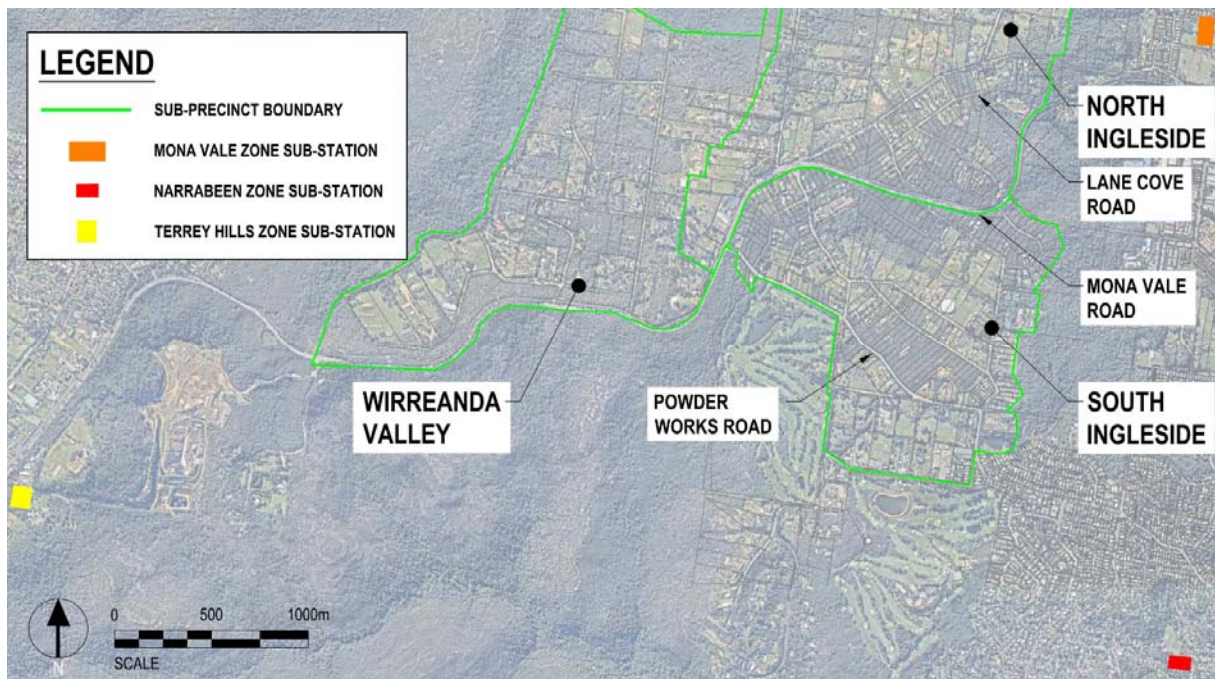 LEGEND
SUB-PRECINCT BOUNDARY
MONA VALE ZONE SUB-STATION
NARRABEEN ZONE SUB-STATION
TERREY HILLS ZONE SUB-STATION
NORTH
INGLESIDE
LANE COVE
ROAD
MONA VALE
ROAD
WIRREANDA
VALLEY
POWDER
WORKS ROAD
SOUTH
INGLESIDE
0 500 1000m
SCALE
N